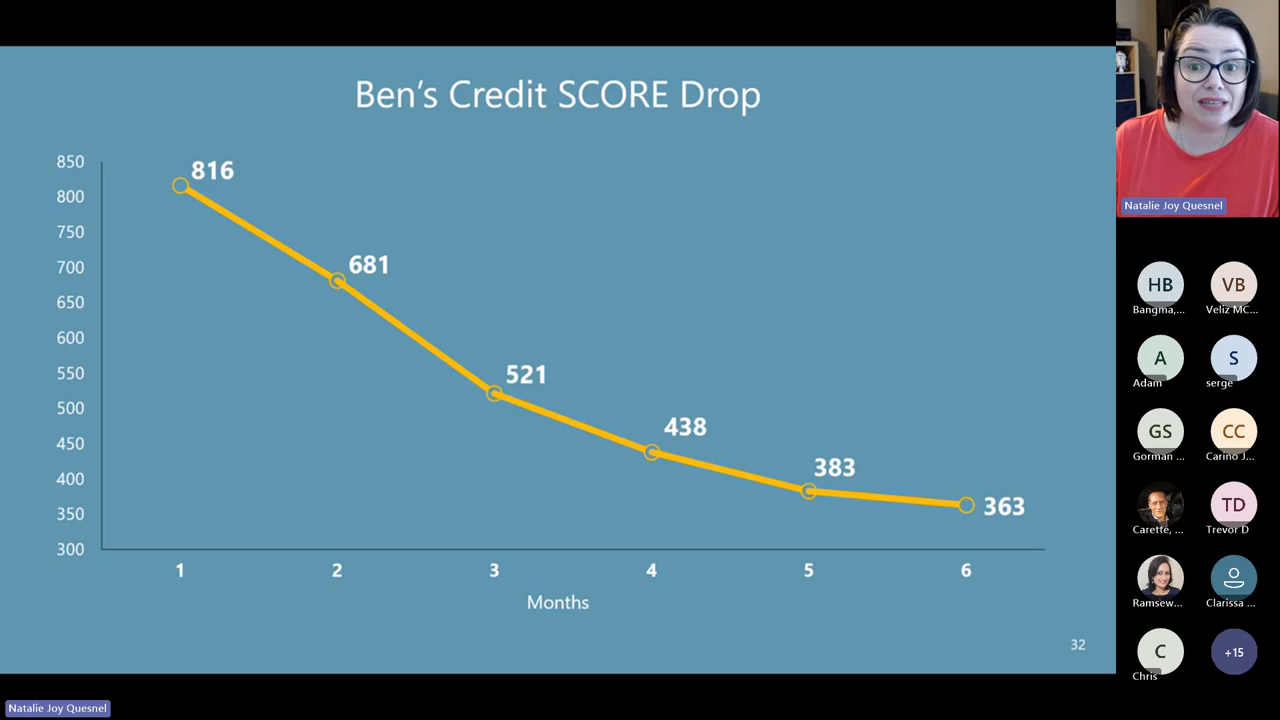 Ben's Credit SCORE Drop
850
800
750
700
650
600
550
500
450
400
350
300
816
681
521
438
383
363
1 2 3 4 5 6
Months
32
Natalie Joy Quesnel
Natalie Joy Quesnel
HB VB
Bangma,... Veliz MC...
A S
Adam serge
GS CC
Gorman ... Carino J...
TD
Carette, ... Trevor D
Ramsew... Clarissa ...
C +15
Chris